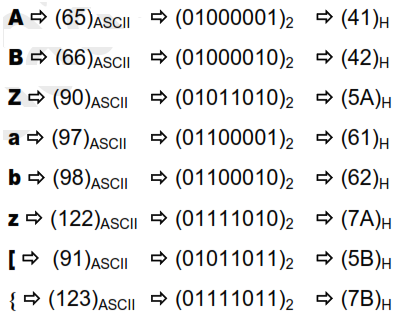 A ⇨ (65)ASCII ⇨ (01000001)2 ⇨ (41)H
B ⇨ (66)ASCII ⇨ (01000010)2 ⇨ (42)H
Z ⇨ (90)ASCII ⇨ (01011010)2 ⇨ (5A)H
a ⇨ (97)ASCII ⇨ (01100001)2 ⇨ (61)H
b ⇨ (98)ASCII ⇨ (01100010)2 ⇨ (62)H
z ⇨ (122)ASCII ⇨ (01111010)2 ⇨ (7A)H
[ ⇨ (91)ASCII ⇨ (01011011)2 ⇨ (5B)H
{ ⇨ (123)ASCII ⇨ (01111011)2 ⇨ (7B)H